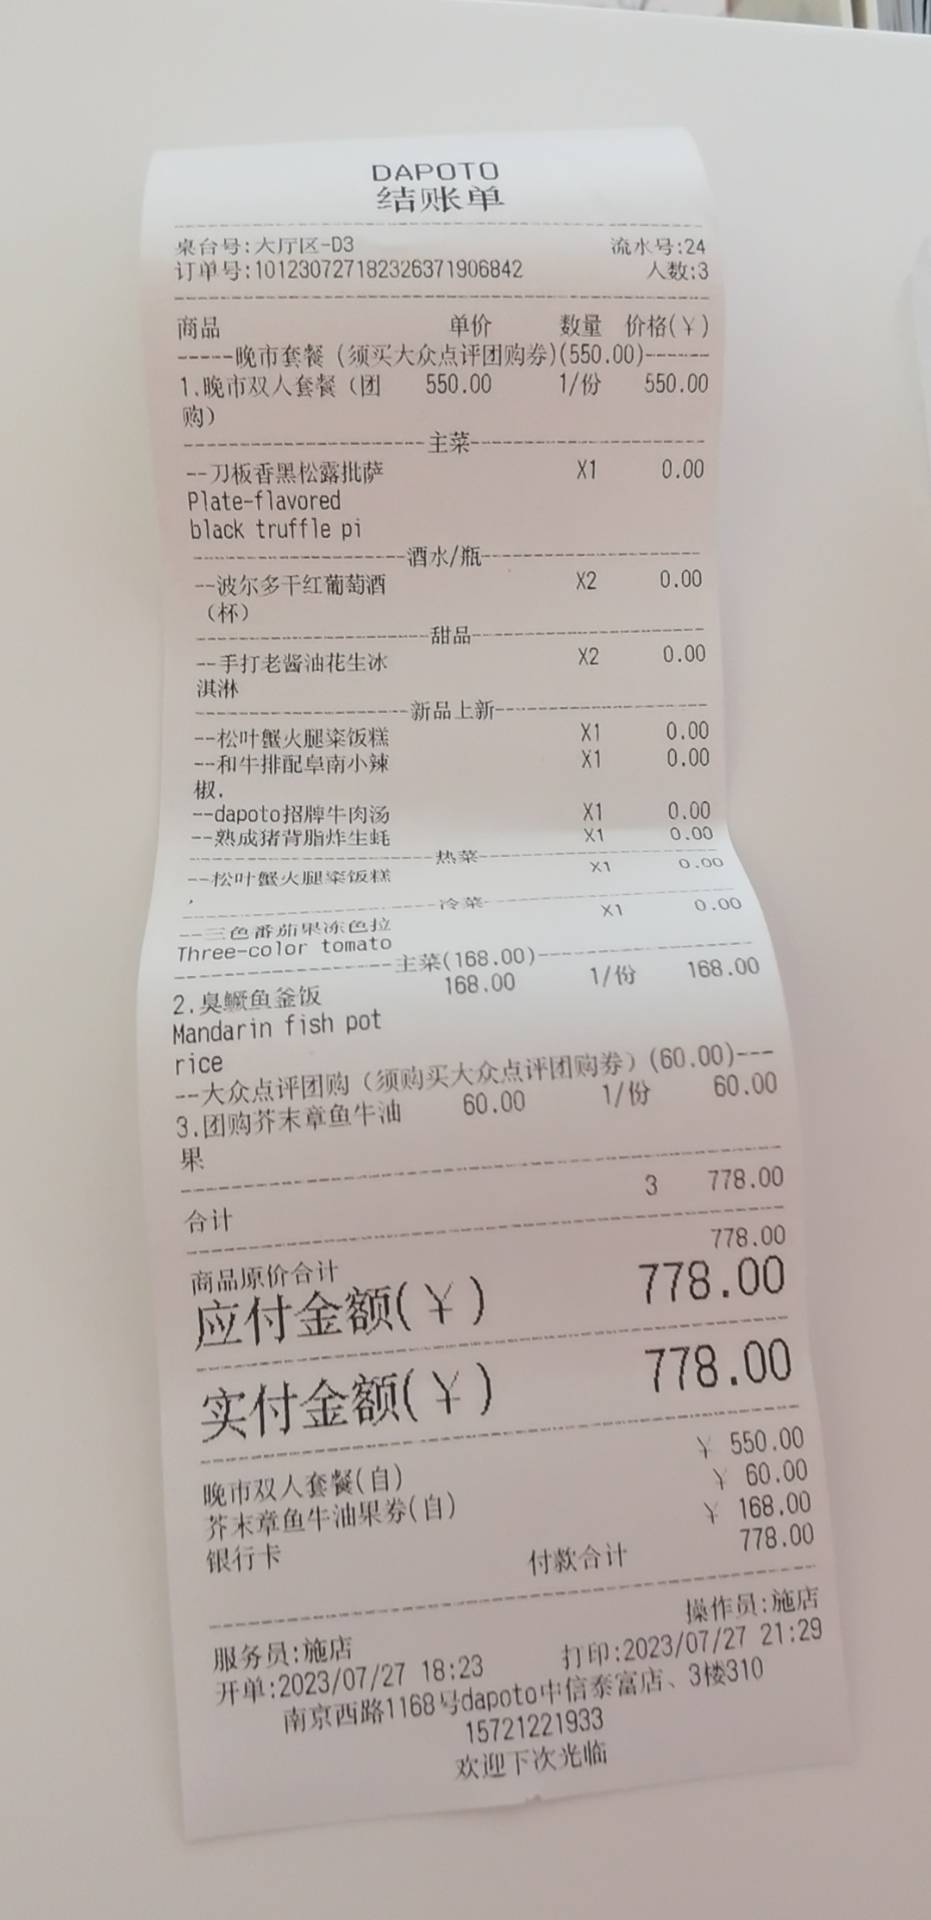 DAPOTO
结账单
桌台号:大厅区-D3 流水号:24
订单号:101230727182326371906842 人数:3
商品 单价 数量 价格(¥)
-----晚市套餐（须买大众点评团购券)(550.00)------
1.晚市双人套餐（团 550.00 1/份 550.00
购）
主菜
--刀板香黑松露批萨 X1 0.00
Plate-flavored
black truffle pi
酒水/瓶
--波尔多干红葡萄酒 X2 0.00
（杯）
甜品
--手打老酱油花生冰 X2 0.00
淇淋
新品上新
--松叶蟹火腿粢饭糕 X1 0.00
--和牛排配阜南小辣 X1 0.00
椒.
--dapoto招牌牛肉汤 X1 0.00
--熟成猪背脂炸生蚝 X1 0.00
热菜
--松叶蟹火腿粢饭糕 X1 0.00
,
冷菜
--三色番茄果冻色拉 X1 0.00
Three-color tomato
主菜(168.00)
2.臭鳜鱼釜饭 168.00 1/份 168.00
Mandarin fish pot
rice
--大众点评团购（须购买大众点评团购券）(60.00)---
3.团购芥末章鱼牛油 60.00 1/份 60.00
果
合计 3 778.00
商品原价合计 778.00
应付金额(¥) 778.00
实付金额(¥) 778.00
晚市双人套餐(自) ¥ 550.00
芥末章鱼牛油果券(自) ¥ 60.00
银行卡 ¥ 168.00
付款合计 778.00
服务员:施店 操作员:施店
开单:2023/07/27 18:23 打印:2023/07/27 21:29
南京西路1168号dapoto中信泰富店、3楼310
15721221933
欢迎下次光临